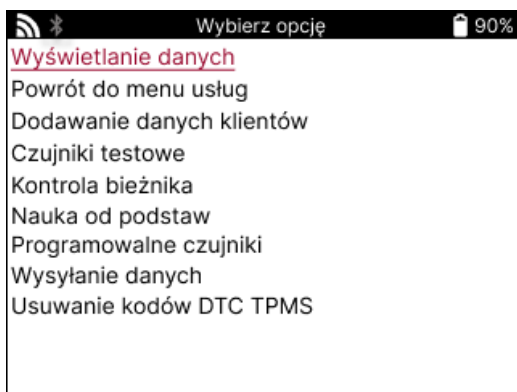 Wybierz opcję 90%
Wyświetlanie danych
Powrót do menu usług
Dodawanie danych klientów
Czujniki testowe
Kontrola bieżnika
Nauka od podstaw
Programowalne czujniki
Wysyłanie danych
Usuwanie kodów DTC TPMS